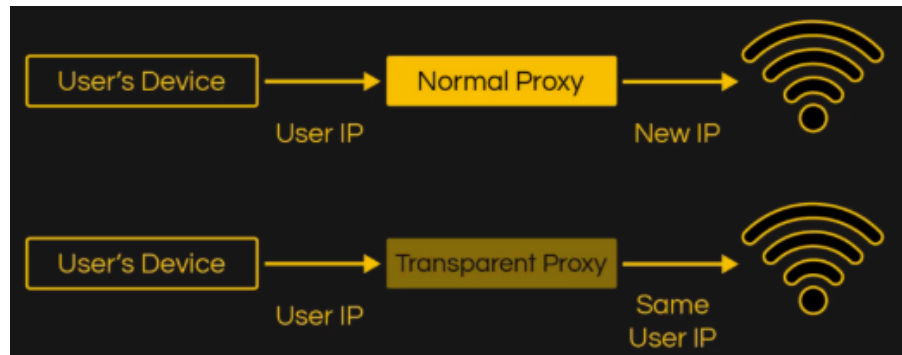 User's Device
Normal Proxy
User IP
New IP
User's Device
Transparent Proxy
User IP
Same
User IP